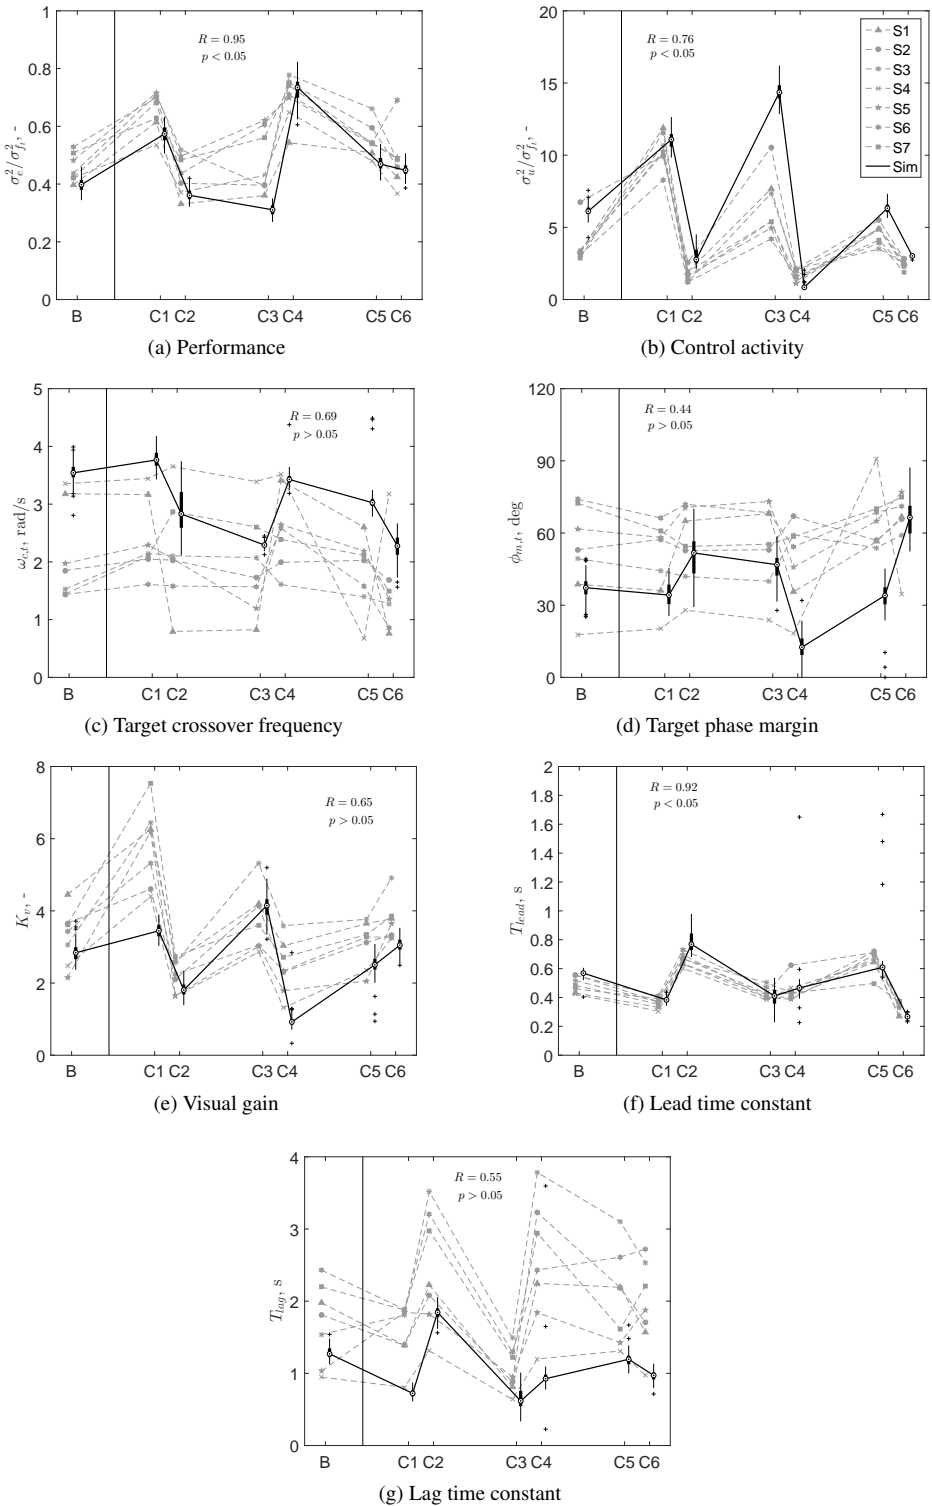 σ²ₑ/σ²fₜ, -
1
0.8
0.6
0.4
0.2
0
R = 0.95
p < 0.05
B C1 C2 C3 C4 C5 C6
(a) Performance
σ²ᵤ/σ²fₜ, -
20
15
10
5
0
R = 0.76
p < 0.05
S1
S2
S3
S4
S5
S6
S7
Sim
B C1 C2 C3 C4 C5 C6
(b) Control activity
ω_c,t, rad/s
5
4
3
2
1
0
R = 0.69
p > 0.05
B C1 C2 C3 C4 C5 C6
(c) Target crossover frequency
ϕ_m,t, deg
120
90
60
30
0
R = 0.44
p > 0.05
B C1 C2 C3 C4 C5 C6
(d) Target phase margin
K_v, -
8
6
4
2
0
R = 0.65
p > 0.05
B C1 C2 C3 C4 C5 C6
(e) Visual gain
T_lead, s
2
1.8
1.6
1.4
1.2
1
0.8
0.6
0.4
0.2
0
R = 0.92
p < 0.05
B C1 C2 C3 C4 C5 C6
(f) Lead time constant
T_lag, s
4
3
2
1
0
R = 0.55
p > 0.05
B C1 C2 C3 C4 C5 C6
(g) Lag time constant